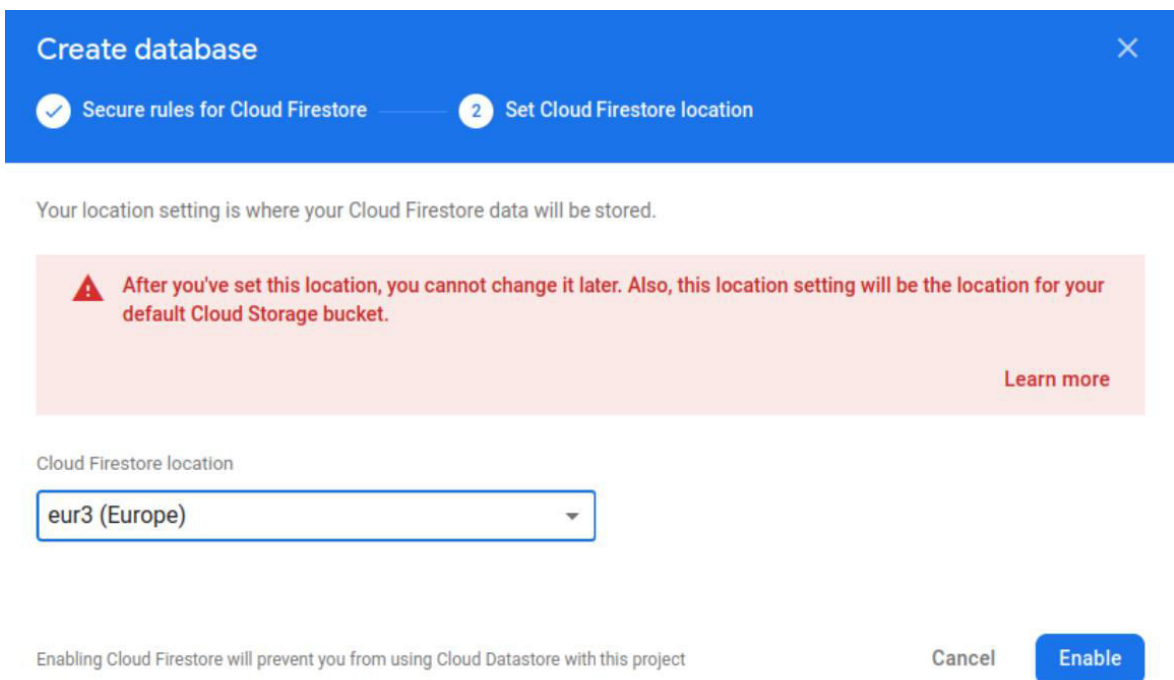 Create database
Secure rules for Cloud Firestore
2 Set Cloud Firestore location
Your location setting is where your Cloud Firestore data will be stored.
After you've set this location, you cannot change it later. Also, this location setting will be the location for your
default Cloud Storage bucket.
Learn more
Cloud Firestore location
eur3 (Europe)
Enabling Cloud Firestore will prevent you from using Cloud Datastore with this project
Cancel
Enable